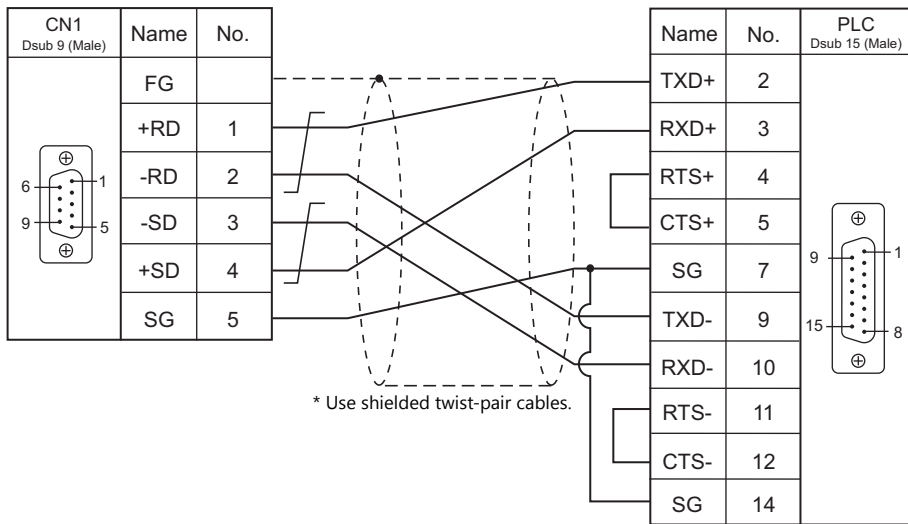 CN1
Dsub 9 (Male)
Name No.
FG
+RD 1
-RD 2
-SD 3
+SD 4
SG 5
6
1
9
5
* Use shielded twist-pair cables.
Name No.
PLC
Dsub 15 (Male)
TXD+ 2
RXD+ 3
RTS+ 4
CTS+ 5
SG 7
TXD- 9
RXD- 10
RTS- 11
CTS- 12
SG 14
9
1
15
8